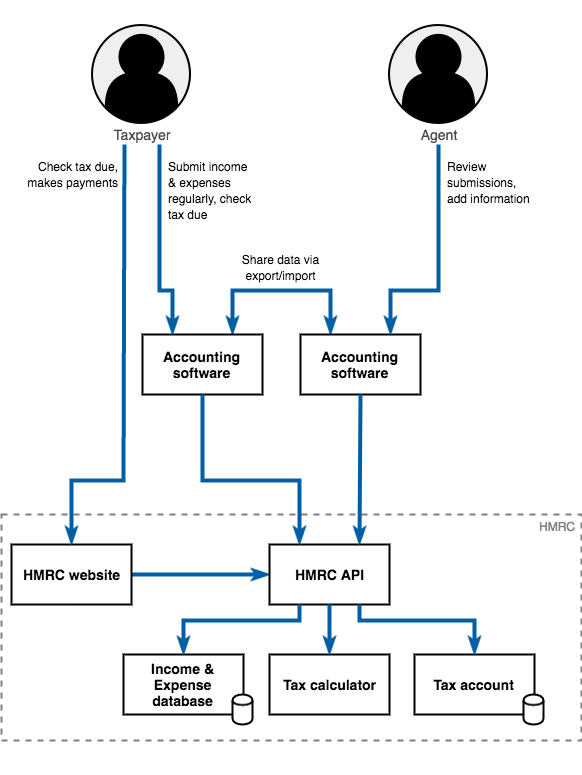 Taxpayer
Agent
Check tax due,
makes payments
Submit income
& expenses
regularly, check
tax due
Review
submissions,
add information
Share data via
export/import
Accounting
software
Accounting
software
HMRC
HMRC website
HMRC API
Income &
Expense
database
Tax calculator
Tax account